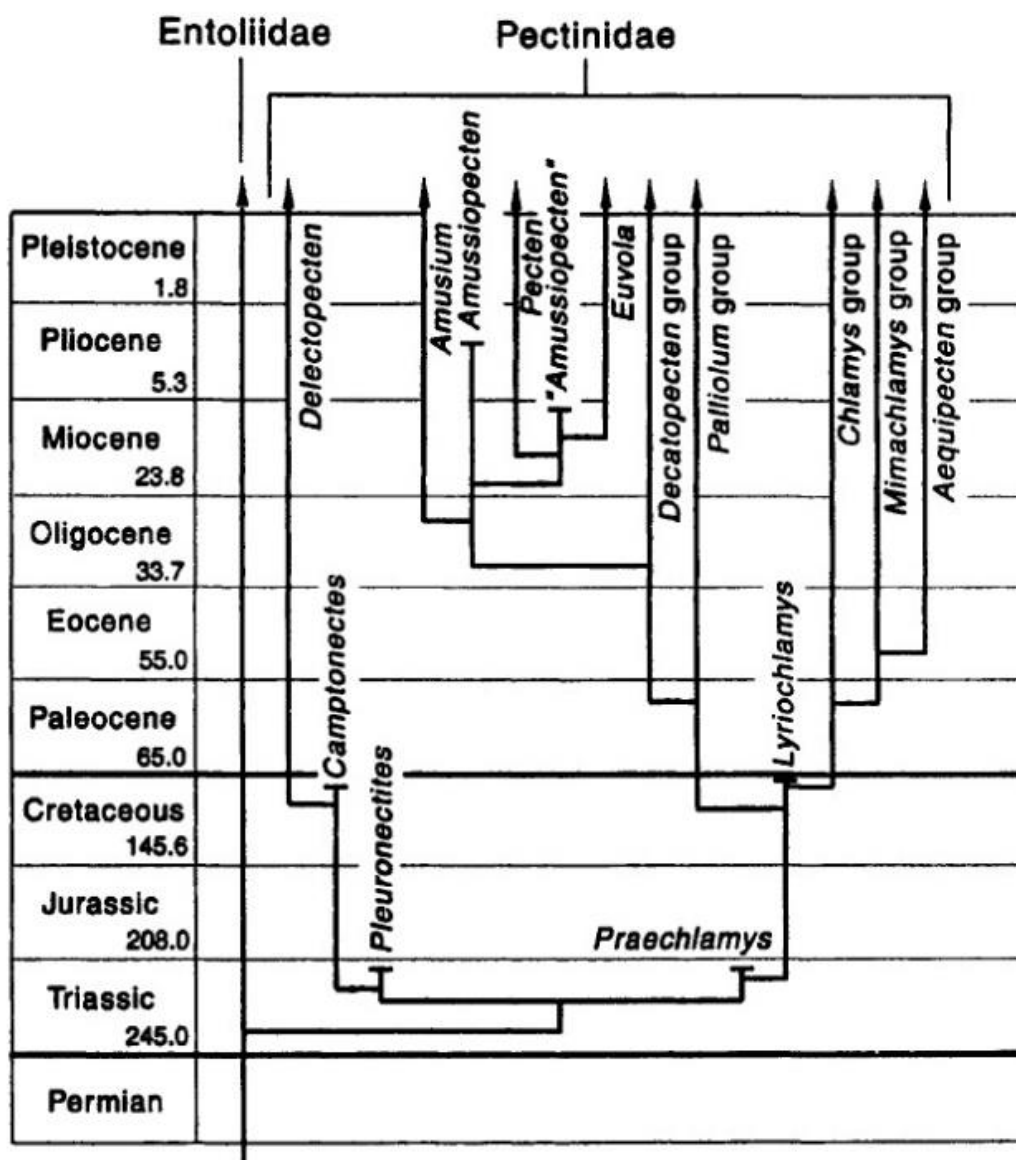 Entoliidae
Pectinidae
Pleistocene
1.8
Pliocene
5.3
Miocene
23.8
Oligocene
33.7
Eocene
55.0
Paleocene
65.0
Cretaceous
145.6
Jurassic
208.0
Triassic
245.0
Permian
Delectopecten
Camptonectes
Pleuronectites
Amusium
Amussiopecten
Pecten
"Amussiopecten"
Euvola
Decatopecten group
Palliolum group
Praechlamys
Lyriochlamys
Chlamys group
Mimachlamys group
Aequipecten group